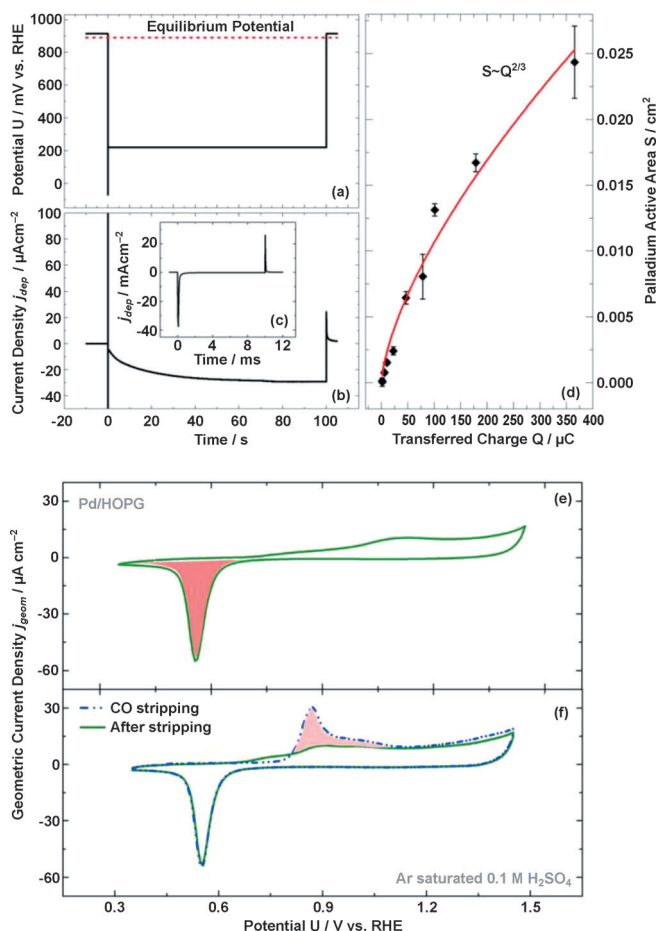 Equilibrium Potential
Potential U / mV vs. RHE
1000
800
600
400
200
0
(a)
Current Density j_dep / µAcm⁻²
100
80
60
40
20
0
-20
-40
(b)
j_dep / mAcm⁻²
20
0
-20
-40
0
4
8
12
Time / ms
(c)
-20
0
20
40
60
80
100
Time / s
S~Q²ᐟ³
(d)
0
50
100
150
200
250
300
350
400
Transferred Charge Q / µC
0.025
0.020
0.015
0.010
0.005
0.000
Palladium Active Area S / cm²
Pd/HOPG
(e)
30
0
-30
-60
Geometric Current Density j_geom / µA cm⁻²
CO stripping
After stripping
(f)
30
0
-30
-60
Ar saturated 0.1 M H₂SO₄
0.3
0.6
0.9
1.2
1.5
Potential U / V vs. RHE